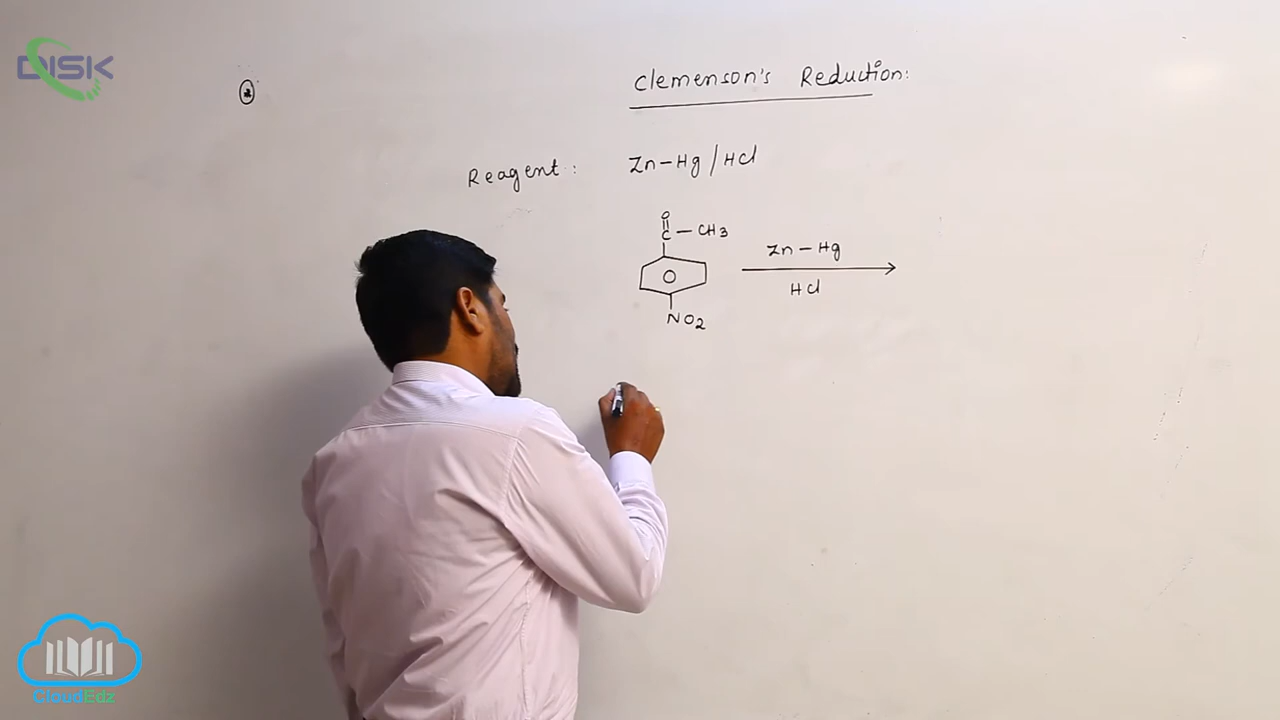 DISK
Clemenson's Reduction:
Reagent: Zn-Hg/HCl
O
C-CH3
Zn-Hg
HCl
NO2
CloudEdz